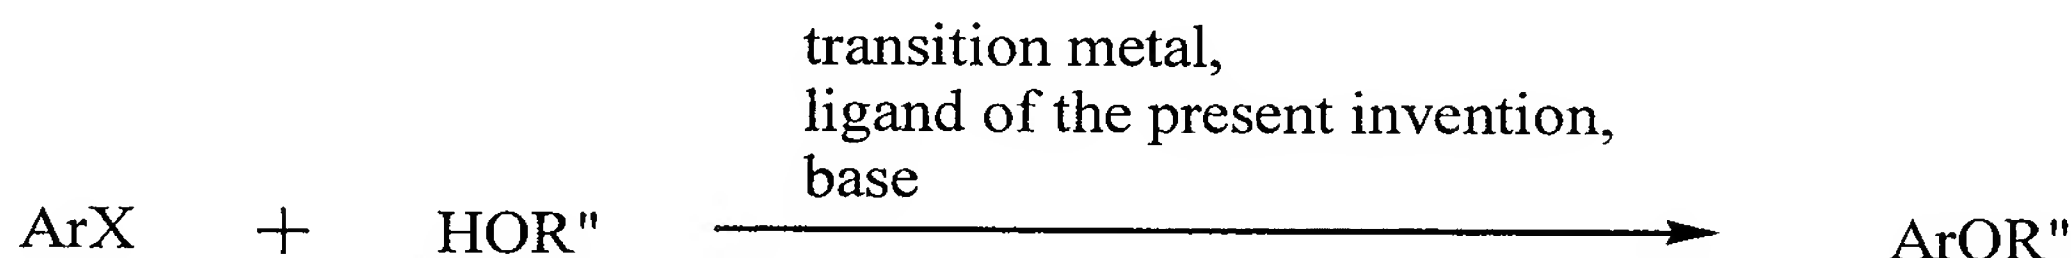 transition metal,
ligand of the present invention,
base
ArX + HOR" ArOR"